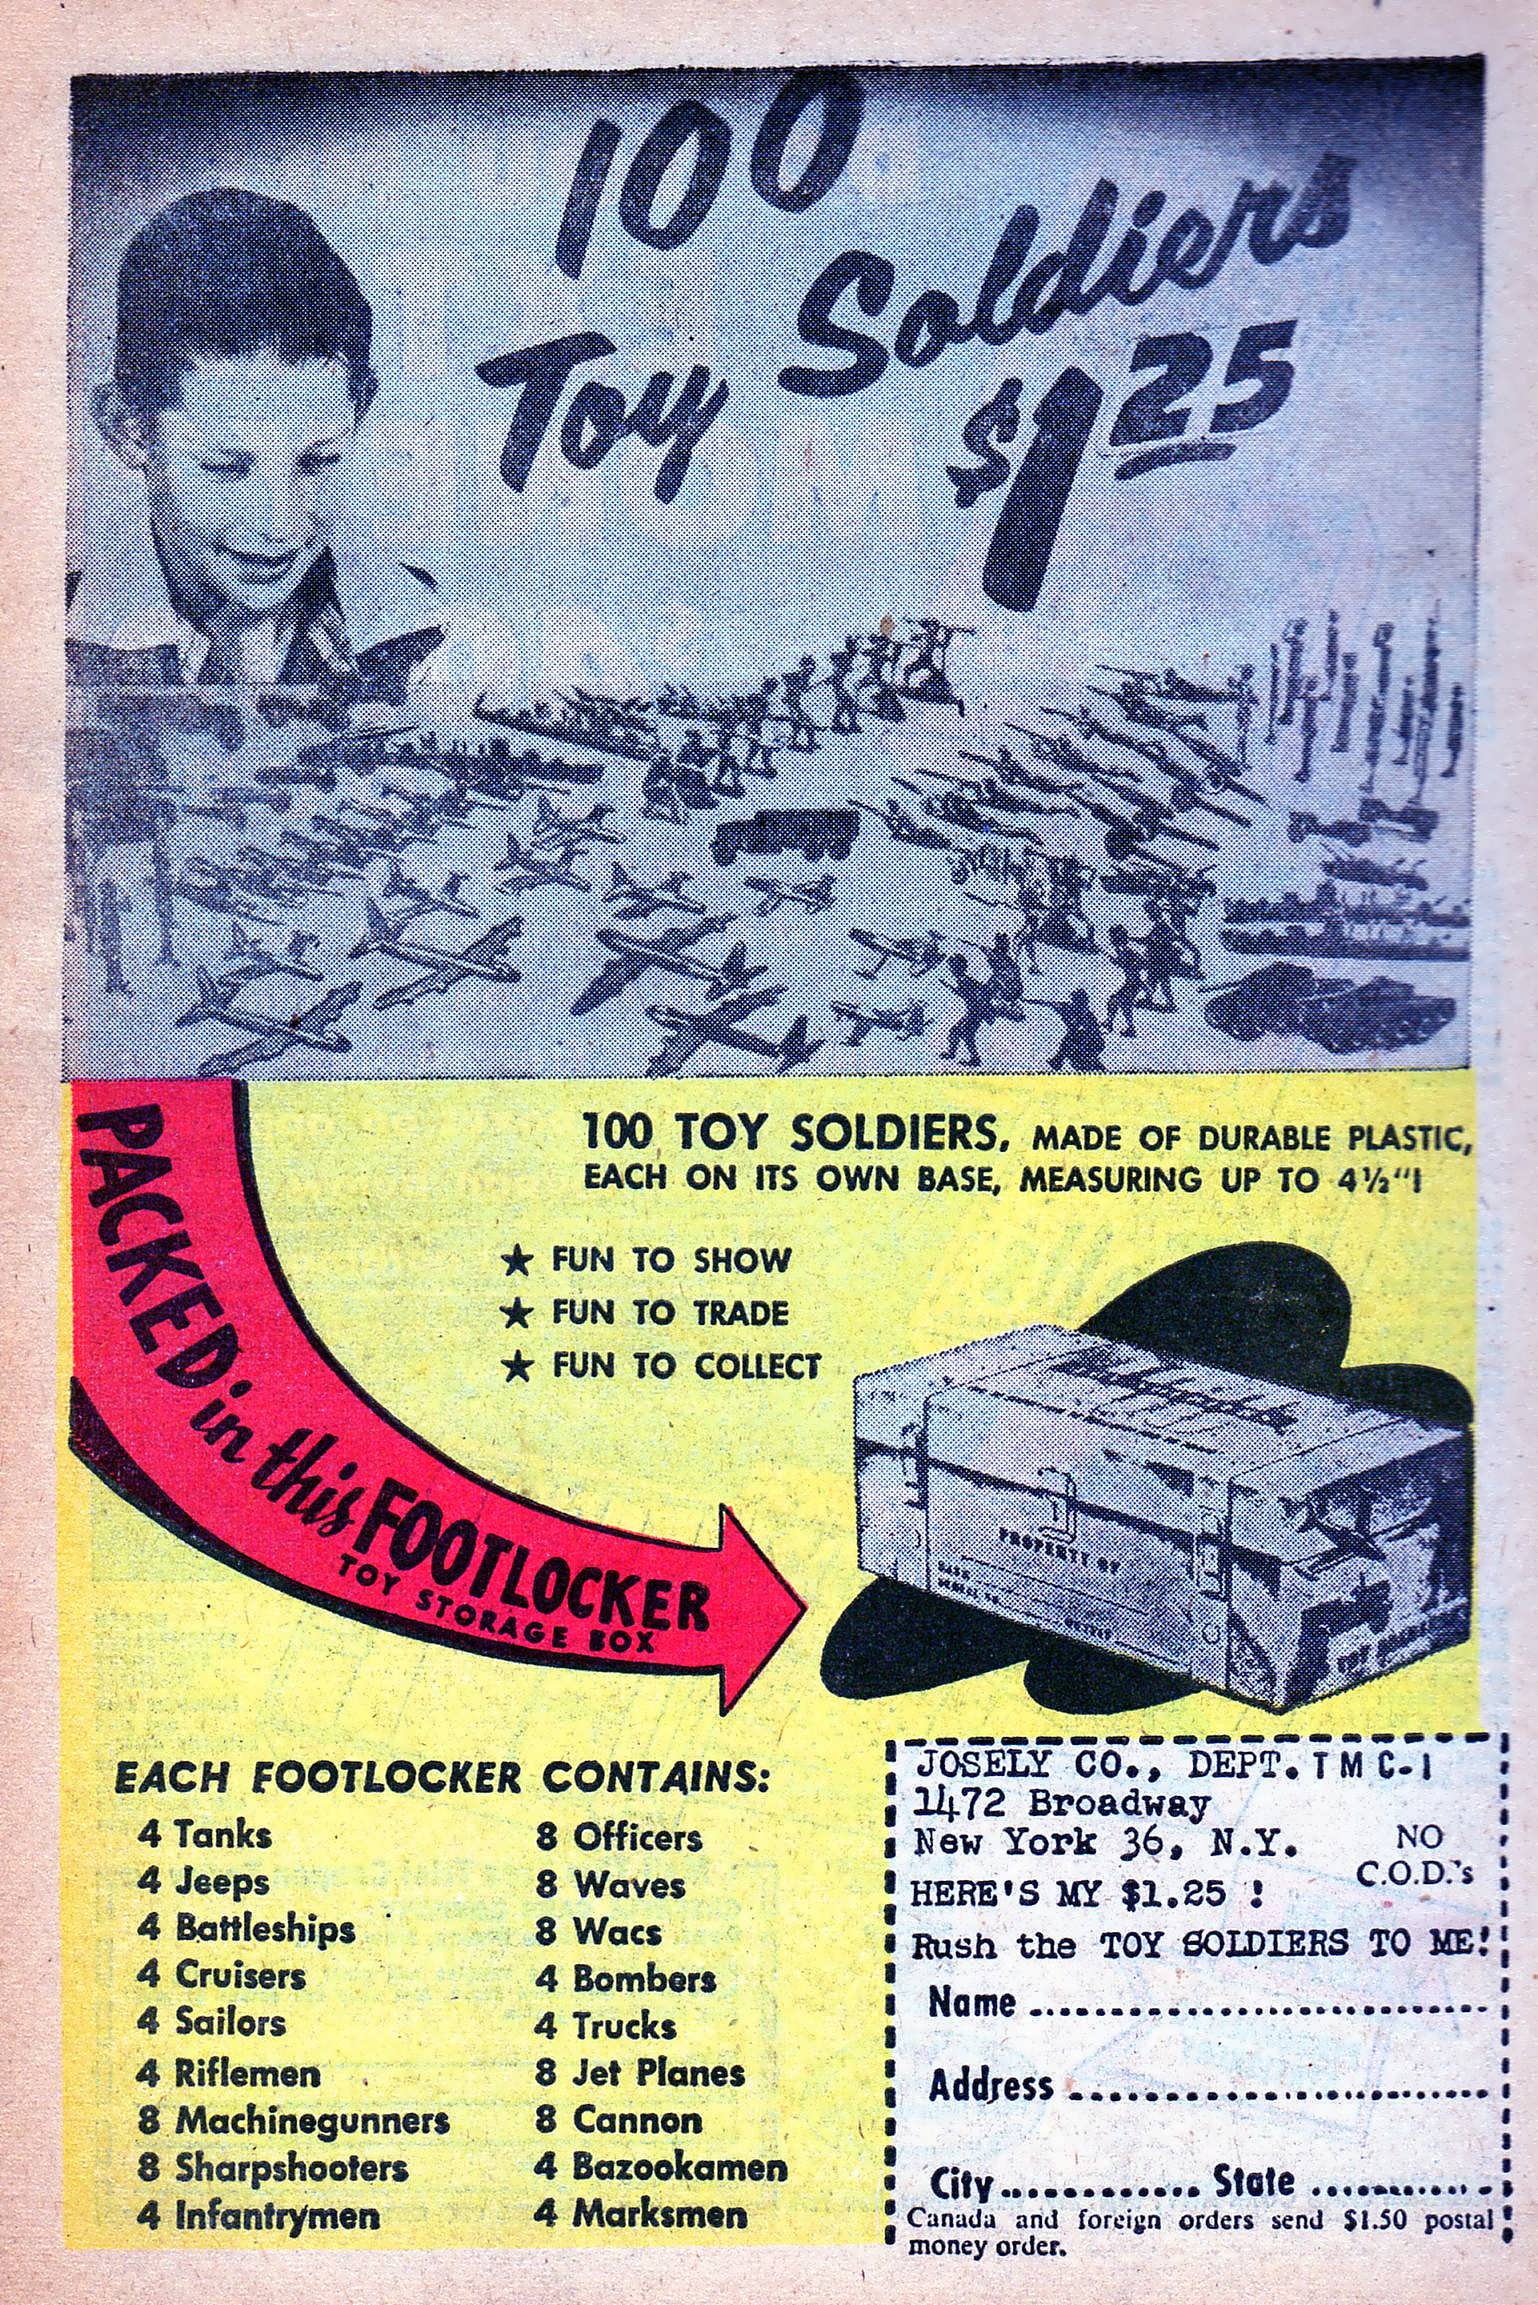 100
Toy Soldiers
$1 25
100 TOY SOLDIERS, MADE OF DURABLE PLASTIC,
EACH ON ITS OWN BASE, MEASURING UP TO 4½"!
★ FUN TO SHOW
★ FUN TO TRADE
★ FUN TO COLLECT
PACKED in this FOOTLOCKER
TOY STORAGE BOX
PROPERTY OF
EACH FOOTLOCKER CONTAINS:
4 Tanks
4 Jeeps
4 Battleships
4 Cruisers
4 Sailors
4 Riflemen
8 Machinegunners
8 Sharpshooters
4 Infantrymen
8 Officers
8 Waves
8 Wacs
4 Bombers
4 Trucks
8 Jet Planes
8 Cannon
4 Bazookamen
4 Marksmen
JOSELY CO., DEPT. TMC-1
1472 Broadway
New York 36, N.Y.
NO
C.O.D.'s
HERE'S MY $1.25 !
Rush the TOY SOLDIERS TO ME!
Name
Address
City State
Canada and foreign orders send $1.50 postal
money order.